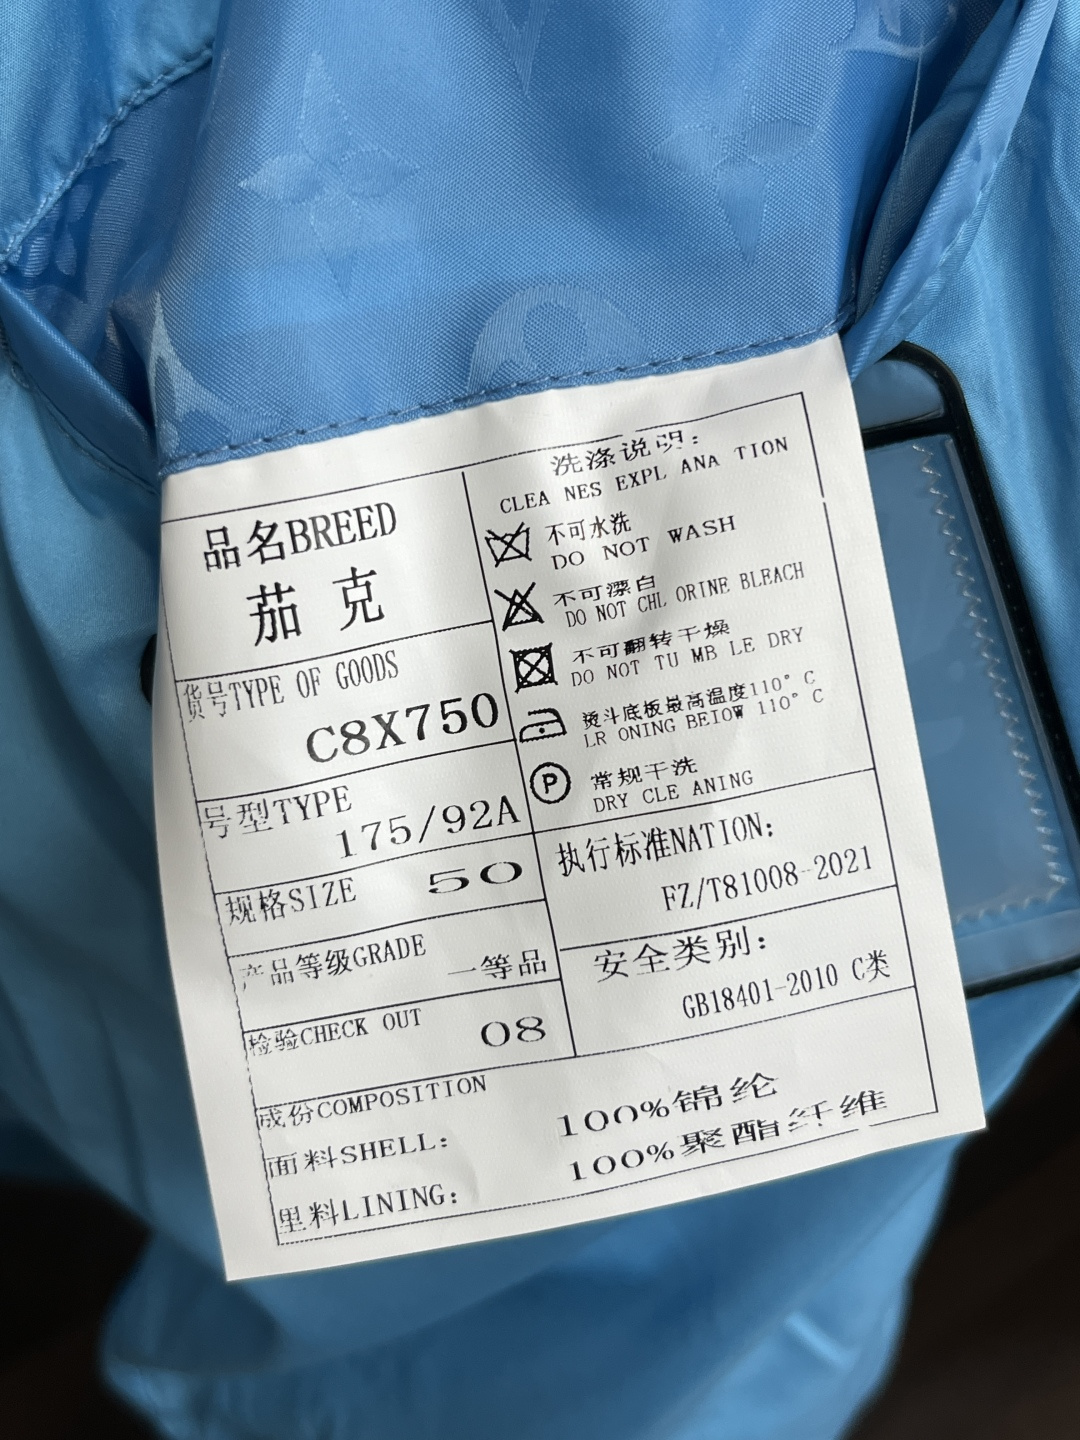 品名BREED
茄 克
货号TYPE OF GOODS
C8X750
号型TYPE
175/92A
规格SIZE 50
产品等级GRADE 一等品
检验CHECK OUT 08
洗涤说明:
CLEA NES EXPL ANA TION
不可水洗
DO NOT WASH
不可漂白
DO NOT CHL ORINE BLEACH
不可翻转干燥
DO NOT TU MB LE DRY
烫斗底板最高温度110°C
LR ONING BEIOW 110°C
P
常规干洗
DRY CLE ANING
执行标准NATION:
FZ/T81008-2021
安全类别:
GB18401-2010 C类
成份COMPOSITION
面料SHELL: 100%锦纶
里料LINING: 100%聚酯纤维